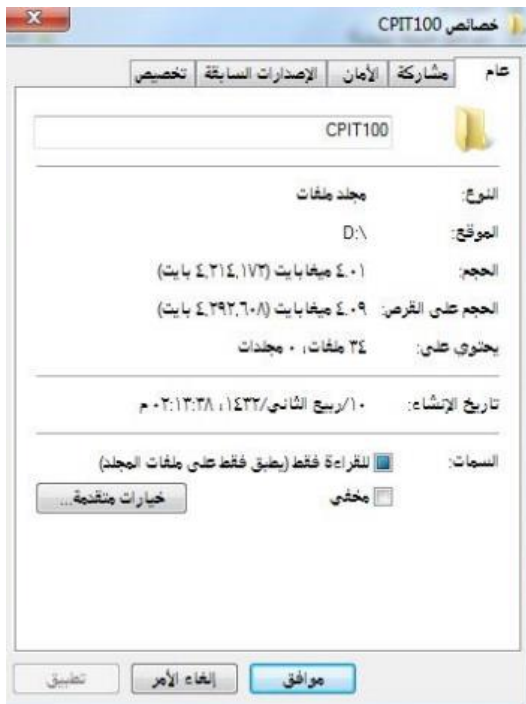 خصائص CPIT100
عام مشاركة الأمان الإصدارات السابقة تخصيص
CPIT100
النوع: مجلد ملفات
الموقع: D:\
الحجم: ٤.٠١ ميغابايت (٤,٢١٤,١٧٢ بايت)
الحجم على القرص: ٤.٠٩ ميغابايت (٤,٢٩٢,٦٠٨ بايت)
يحتوي على: ٣٤ ملفات، ٠ مجلدات
تاريخ الإنشاء: ١٠/ربيع الثاني/١٤٣٢، ٠٢:١٣:٣٨ م
السمات: للقراءة فقط (يطبق فقط على ملفات المجلد)
مخفي خيارات متقدمة...
موافق إلغاء الأمر تطبيق